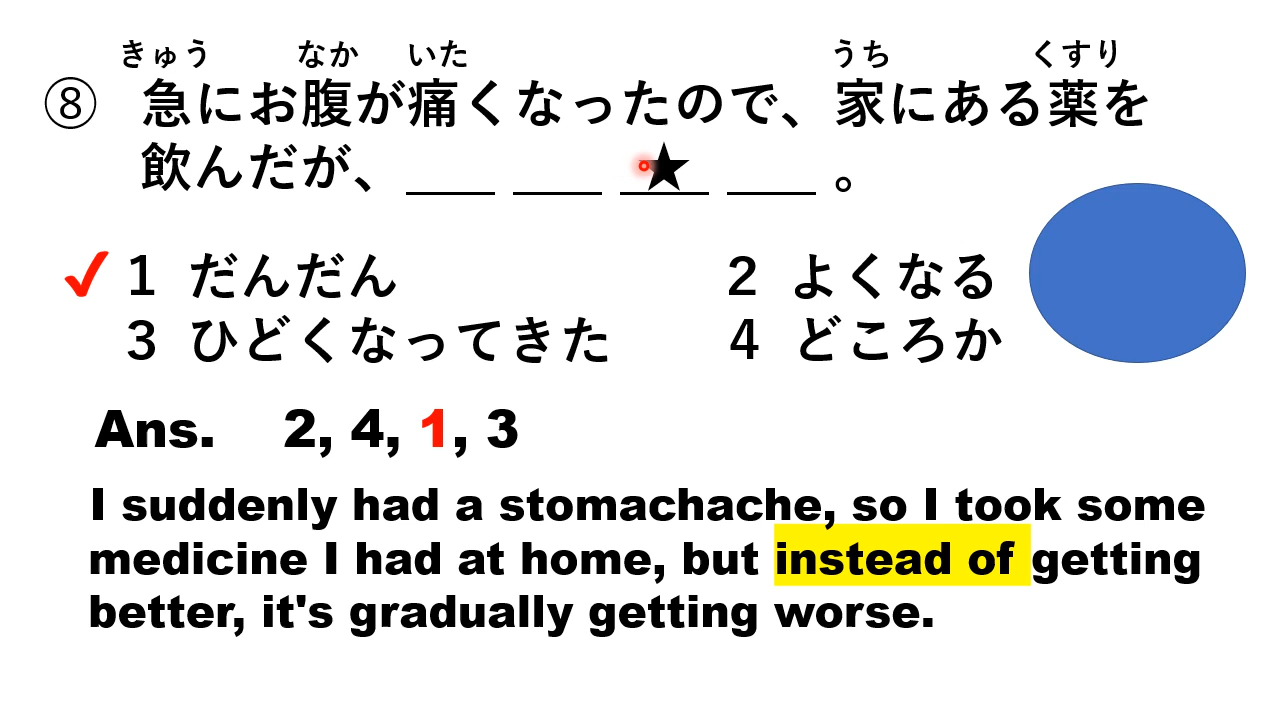 きゅう なか いた うち くすり
⑧ 急にお腹が痛くなったので、家にある薬を
飲んだが、____ ____ __★__ ____ 。
✓1 だんだん 2 よくなる
3 ひどくなってきた 4 どころか
Ans. 2, 4, 1, 3
I suddenly had a stomachache, so I took some
medicine I had at home, but instead of getting
better, it's gradually getting worse.